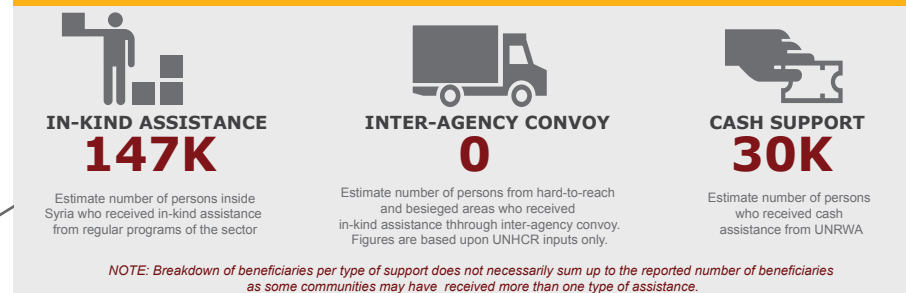 IN-KIND ASSISTANCE
147K
Estimate number of persons inside
Syria who received in-kind assistance
from regular programs of the sector
INTER-AGENCY CONVOY
0
Estimate number of persons from hard-to-reach
and besieged areas who received
in-kind assistance thhrough inter-agency convoy.
Figures are based upon UNHCR inputs only.
CASH SUPPORT
30K
Estimate number of persons
who received cash
assistance from UNRWA
NOTE: Breakdown of beneficiaries per type of support does not necessarily sum up to the reported number of beneficiaries
as some communities may have received more than one type of assistance.